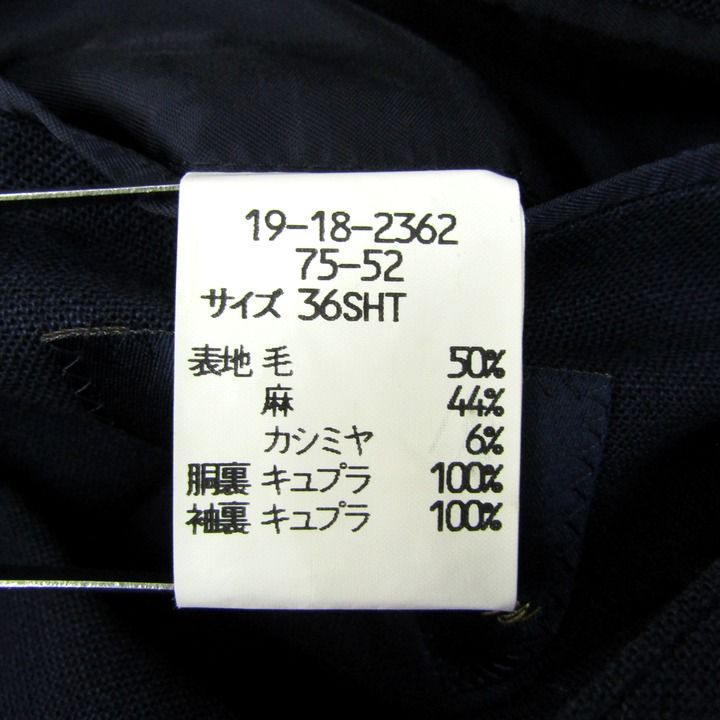 19-18-2362
75-52
サイズ 36SHT
表地 毛 50%
麻 44%
カシミヤ 6%
胴裏 キュプラ 100%
袖裏 キュプラ 100%